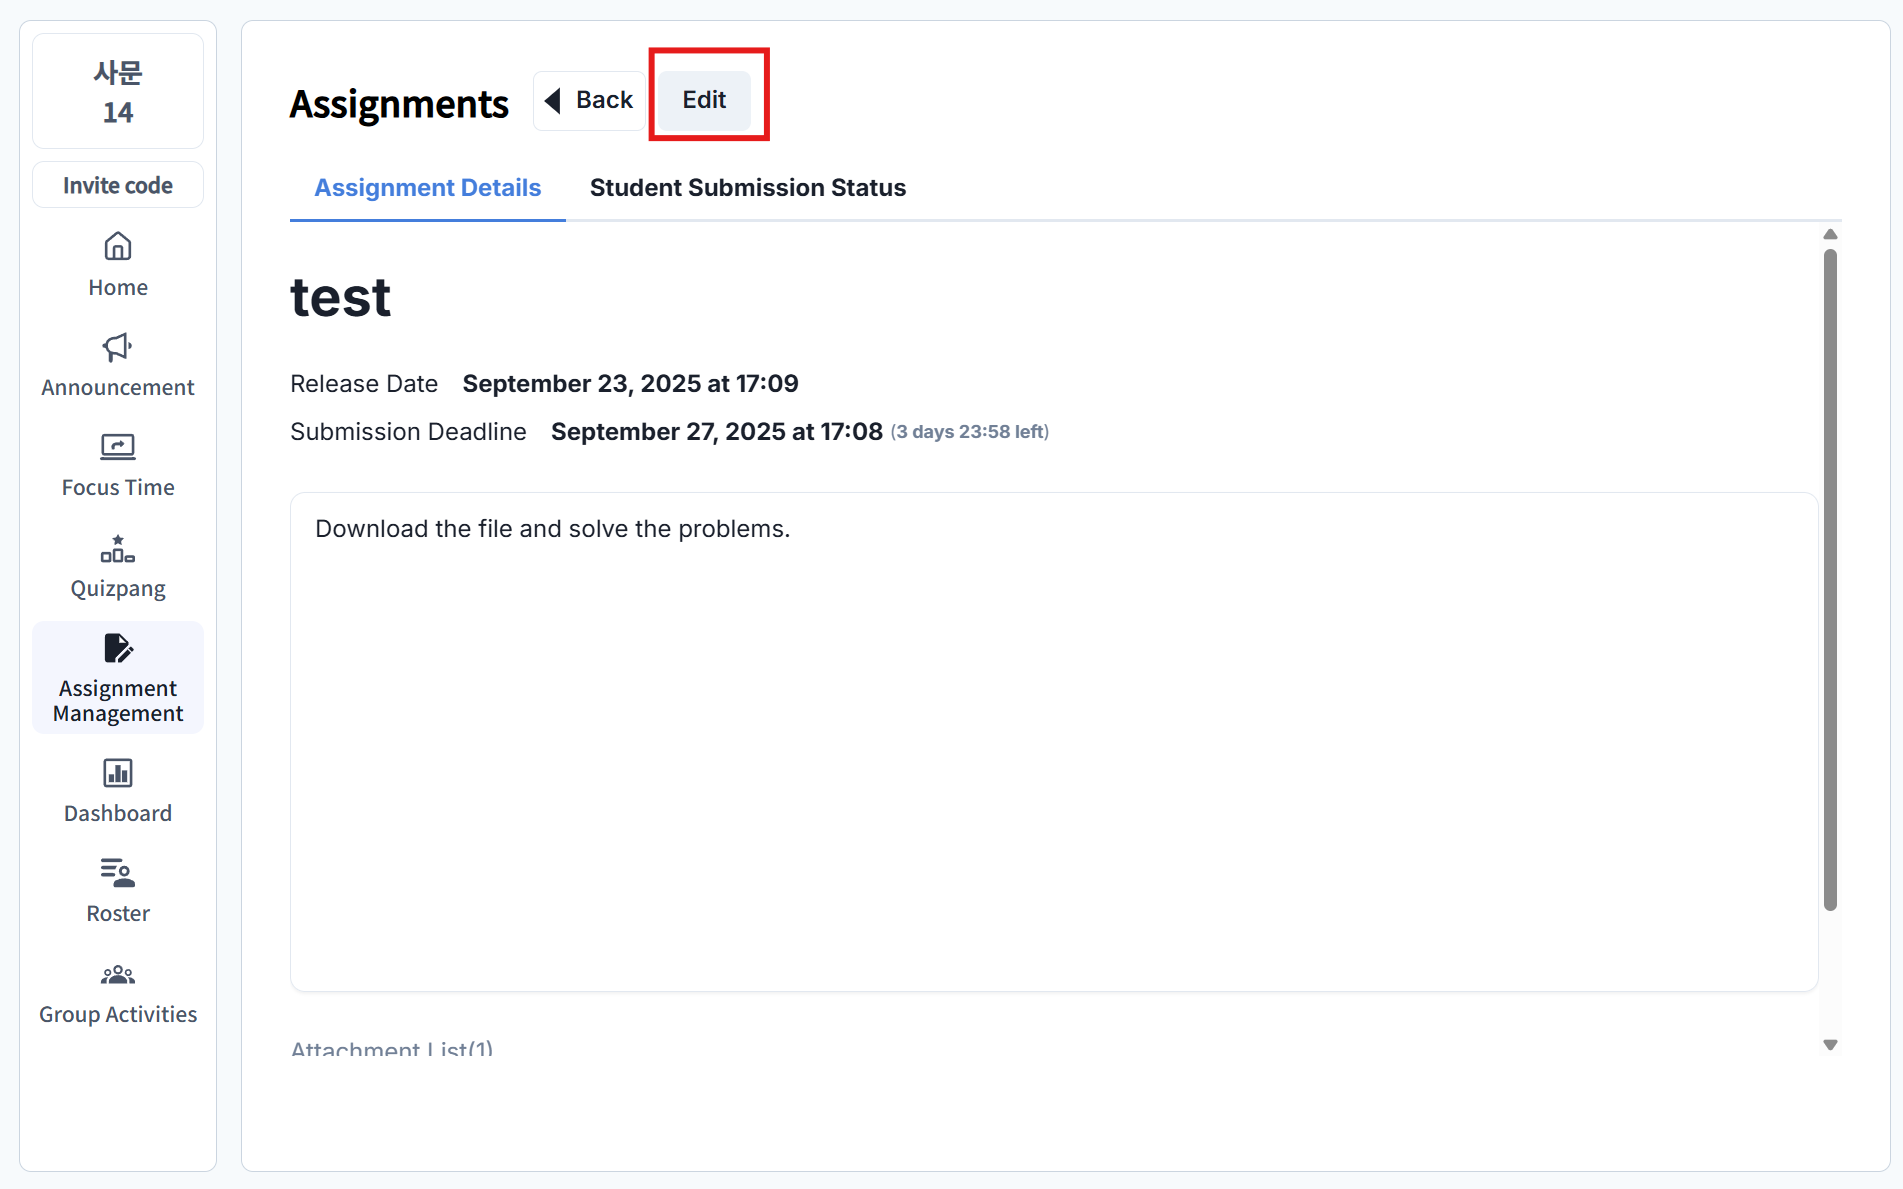 사문
14
Invite code
Home
Announcement
Focus Time
Quizpang
Assignment
Management
Dashboard
Roster
Group Activities
Assignments
Back
Edit
Assignment Details
Student Submission Status
test
Release Date September 23, 2025 at 17:09
Submission Deadline September 27, 2025 at 17:08 (3 days 23:58 left)
Download the file and solve the problems.
Attachment List(1)